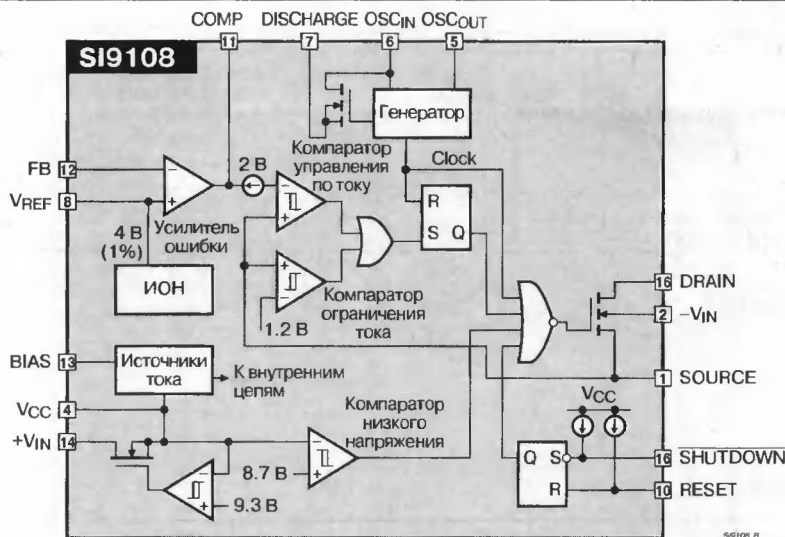 COMP DISCHARGE OSCIN OSCOUT
11 7 6 5
SI9108
Генератор
Компаратор
управления
по току
Clock
FB 12
2 В
VREF 8
R
S Q
4 В
(1%)
Усилитель
ошибки
ИОН
Компаратор
ограничения
тока
1.2 В
16 DRAIN
2 –VIN
1 SOURCE
BIAS 13
Источники
тока
К внутренним
цепям
VCC 4
+VIN 14
Компаратор
низкого
напряжения
8.7 В
9.3 В
VCC
Q S
R
16 SHUTDOWN
10 RESET